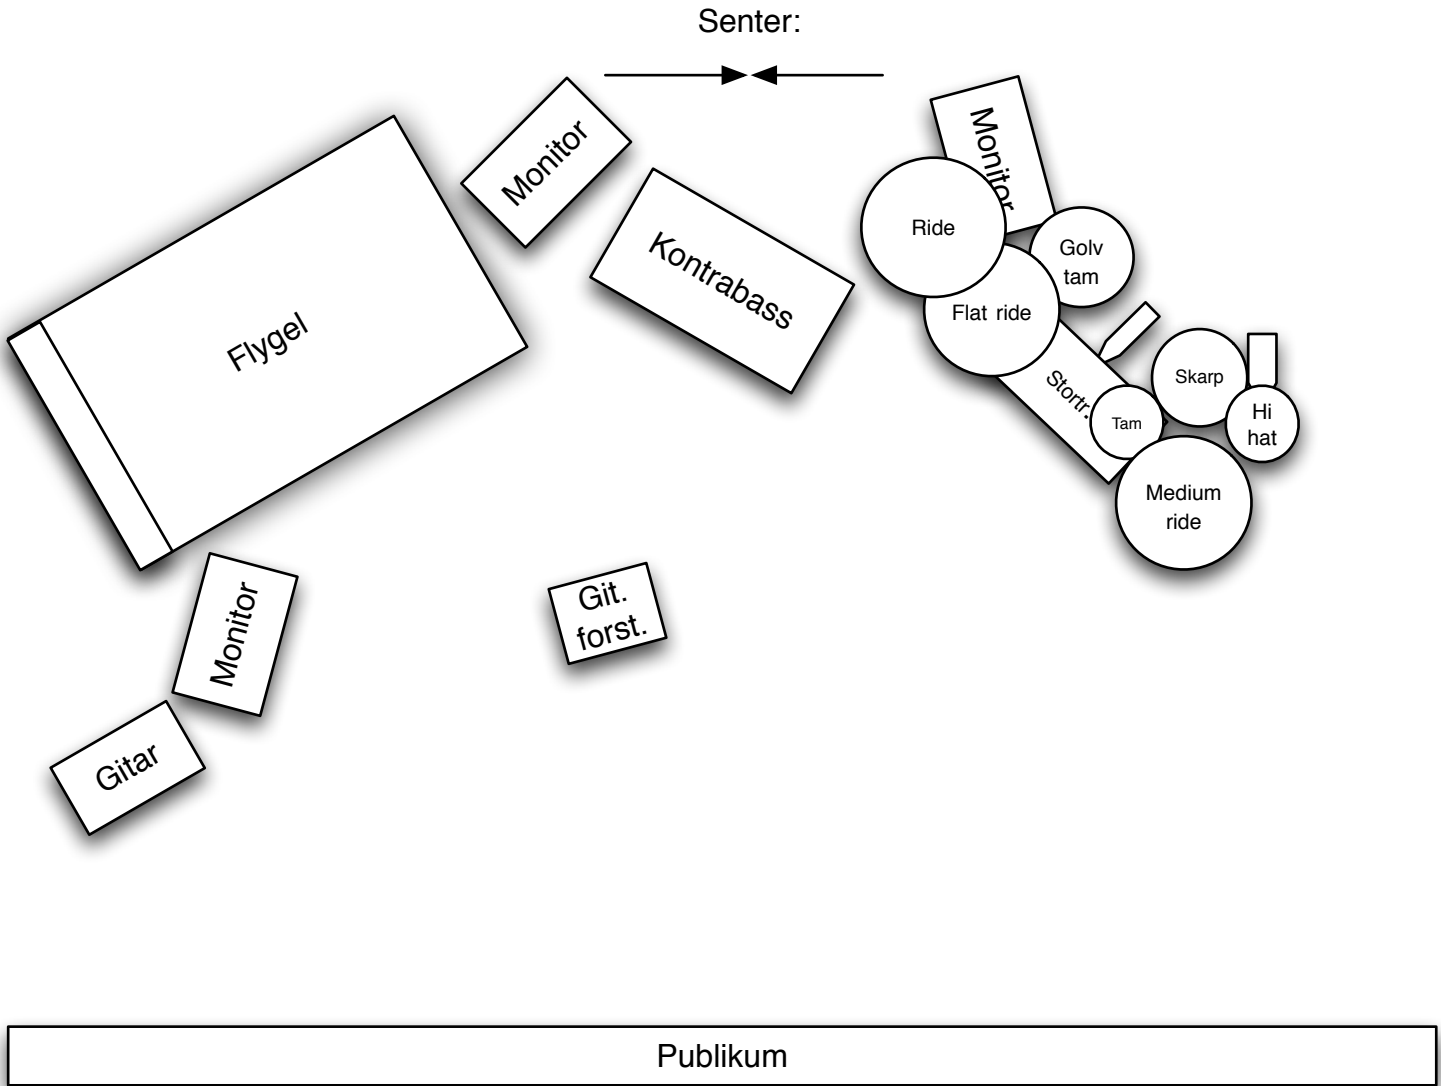 Senter:
Monitor
Monitor
Kontrabass
Ride
Golv
tam
Flygel
Flat ride
Stortr.
Skarp
Tam
Hi
hat
Medium
ride
Monitor
Git.
forst.
Gitar
Publikum